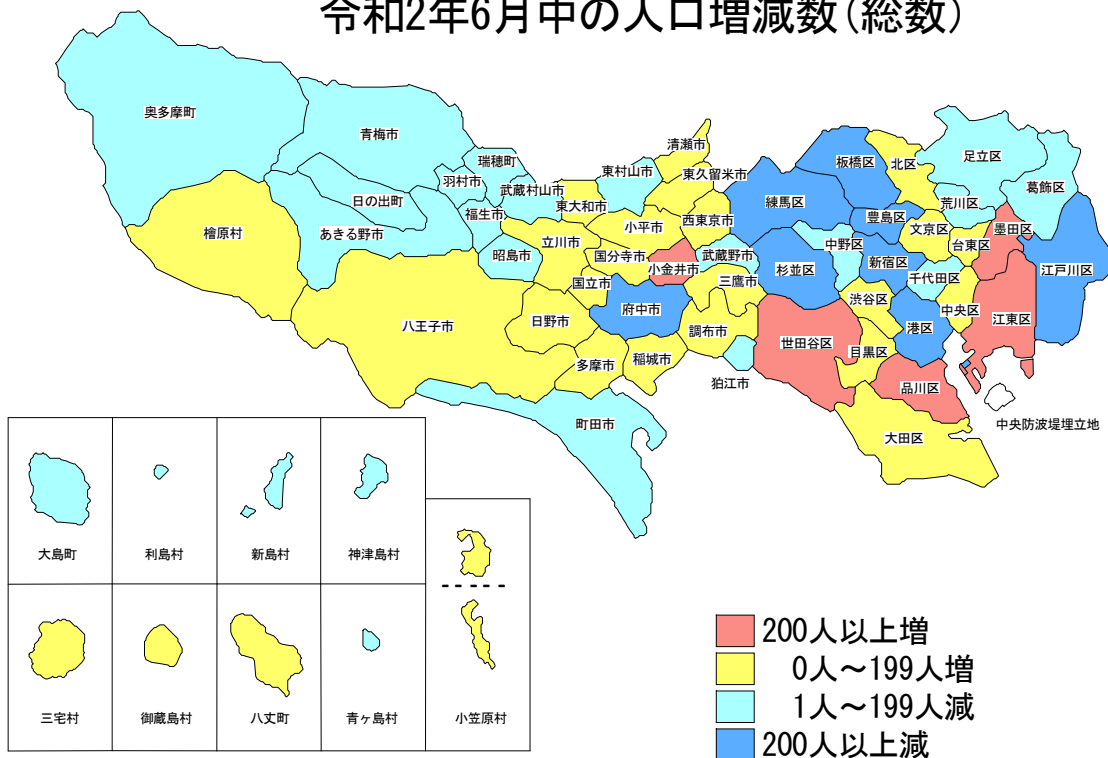 令和2年6月中の人口増減数(総数)
奥多摩町
青梅市
瑞穂町
羽村市
武蔵村山市
日の出町
福生市
あきる野市
檜原村
昭島市
東大和市
東村山市
清瀬市
東久留米市
小平市
西東京市
立川市
国分寺市
小金井市
武蔵野市
三鷹市
国立市
府中市
調布市
八王子市
日野市
多摩市
稲城市
狛江市
町田市
板橋区
北区
足立区
葛飾区
荒川区
練馬区
豊島区
文京区
台東区
墨田区
中野区
新宿区
千代田区
江戸川区
杉並区
渋谷区
中央区
江東区
港区
世田谷区
目黒区
品川区
大田区
中央防波堤埋立地
大島町
利島村
新島村
神津島村
三宅村
御蔵島村
八丈町
青ヶ島村
小笠原村
200人以上増
0人～199人増
1人～199人減
200人以上減